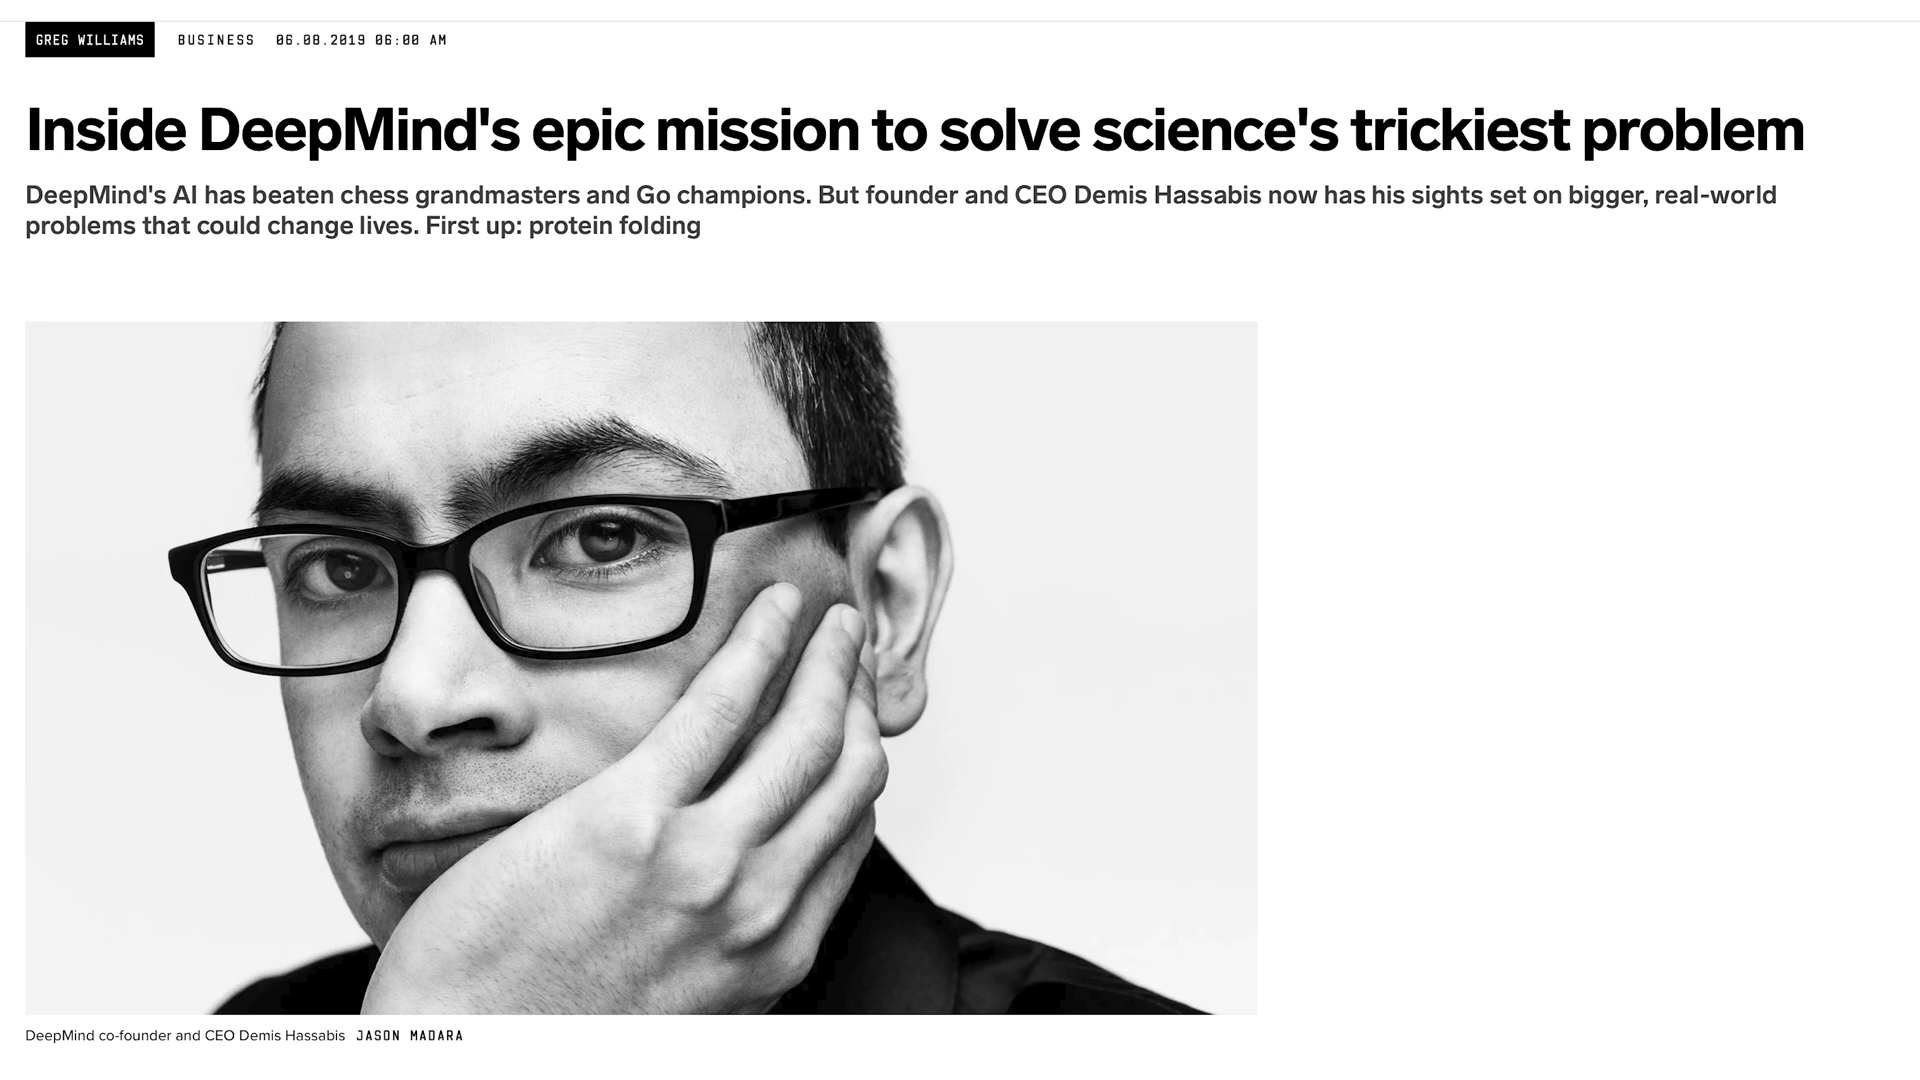 GREG WILLIAMS BUSINESS 06.08.2019 06:00 AM
Inside DeepMind's epic mission to solve science's trickiest problem
DeepMind's AI has beaten chess grandmasters and Go champions. But founder and CEO Demis Hassabis now has his sights set on bigger, real-world
problems that could change lives. First up: protein folding
DeepMind co-founder and CEO Demis Hassabis JASON MADARA